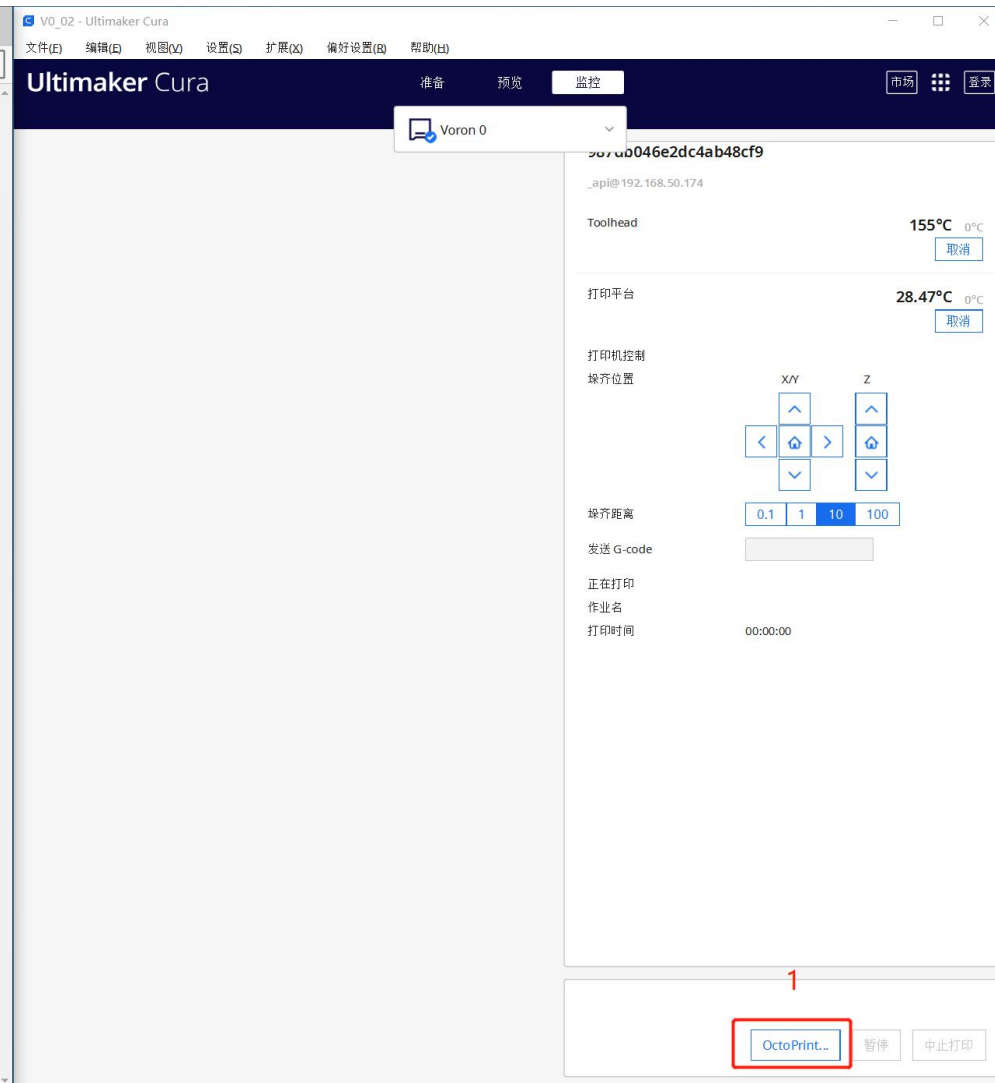 V0_02 - Ultimaker Cura
文件(F) 编辑(E) 视图(V) 设置(S) 扩展(X) 偏好设置(R) 帮助(H)
Ultimaker Cura 准备 预览 监控 市场 登录
Voron 0
987db046e2dc4ab48cf9
_api@192.168.50.174
Toolhead 155°C 0°C
取消
打印平台 28.47°C 0°C
取消
打印机控制
垛齐位置 X/Y Z
垛齐距离 0.1 1 10 100
发送 G-code
正在打印
作业名
打印时间 00:00:00
1
OctoPrint... 暂停 中止打印